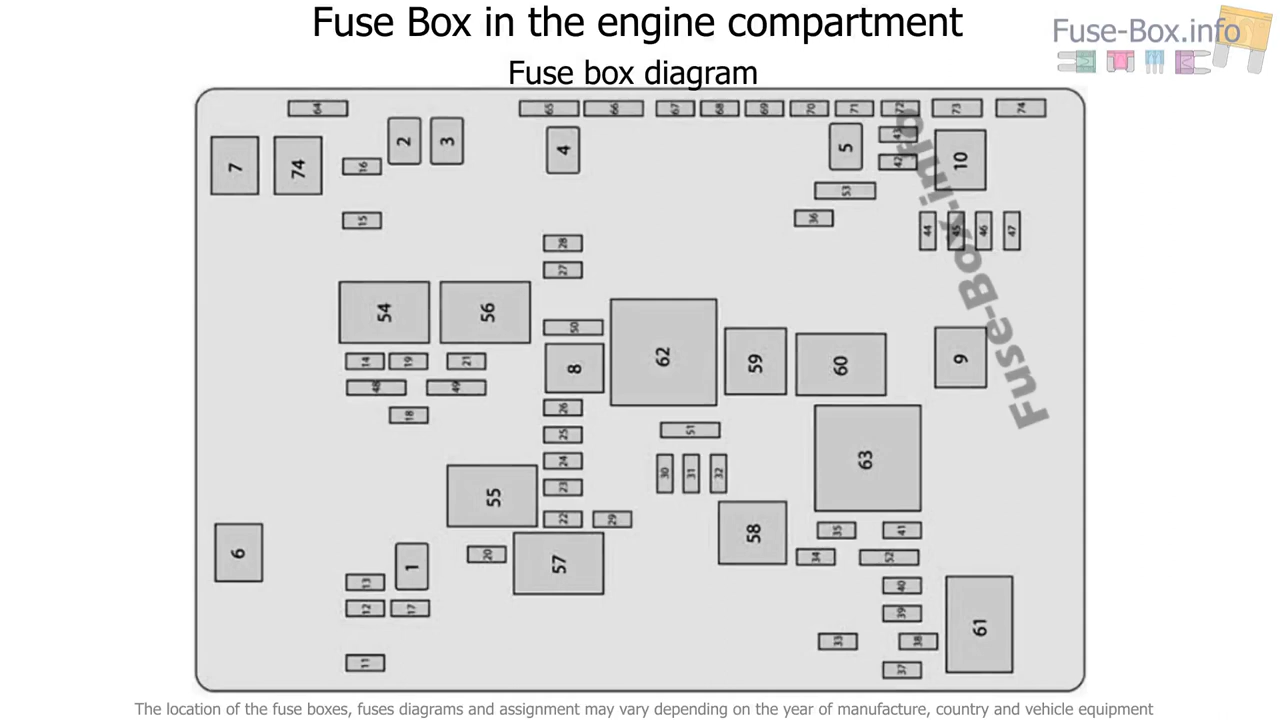 Fuse Box in the engine compartment
Fuse-Box.info
Fuse box diagram
64 65 66 67 68 69 70 71 72 73 74
7 74 16 2 3 4 5 43 42 10
53
15 36 44 45 46 47
28
27
54 56 50 62 59 60 9
14 19 21 8
48 49
18 26 51
25
24 63
55 23 30 31 32
22 29 58 35 41
6 1 20 57 34 52
13 40
12 17 39 61
33 38
11 37
Fuse-Box.info
The location of the fuse boxes, fuses diagrams and assignment may vary depending on the year of manufacture, country and vehicle equipment